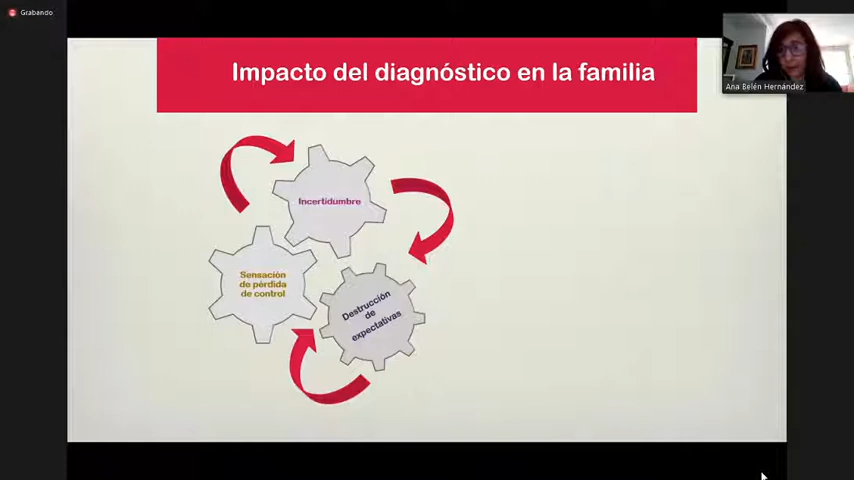 Grabando
Impacto del diagnóstico en la familia
Ana Belén Hernández
Incertidumbre
Sensación
de pérdida
de control
Destrucción
de
expectativas